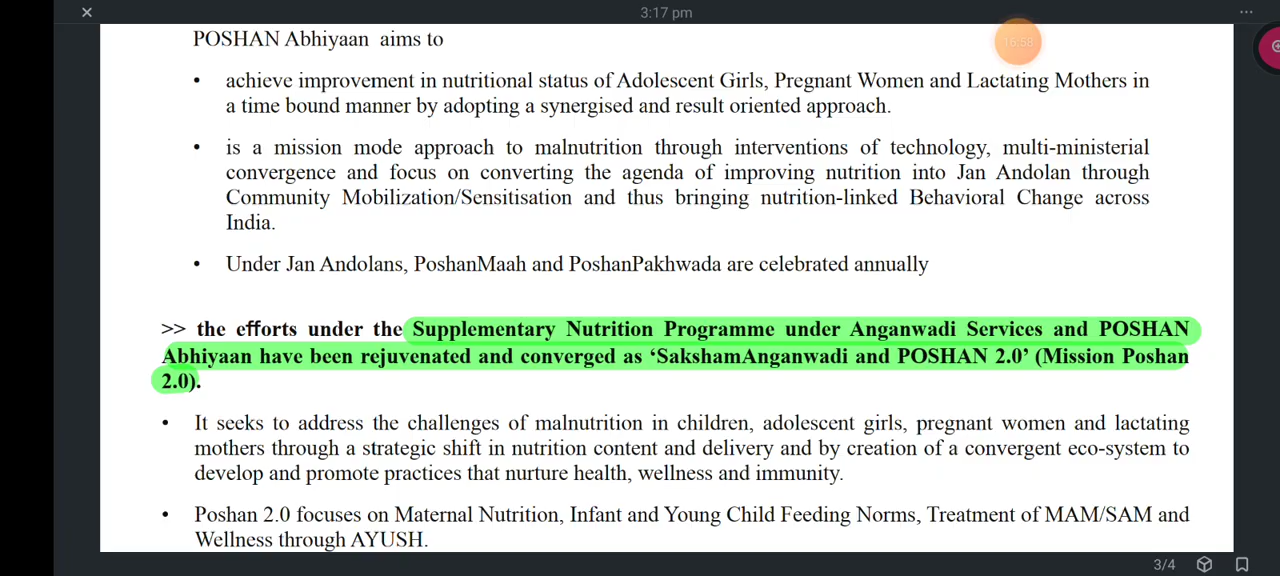 3:17 pm
POSHAN Abhiyaan aims to
15:58
• achieve improvement in nutritional status of Adolescent Girls, Pregnant Women and Lactating Mothers in
a time bound manner by adopting a synergised and result oriented approach.
• is a mission mode approach to malnutrition through interventions of technology, multi-ministerial
convergence and focus on converting the agenda of improving nutrition into Jan Andolan through
Community Mobilization/Sensitisation and thus bringing nutrition-linked Behavioral Change across
India.
• Under Jan Andolans, PoshanMaah and PoshanPakhwada are celebrated annually
>> the efforts under the Supplementary Nutrition Programme under Anganwadi Services and POSHAN
Abhiyaan have been rejuvenated and converged as ‘SakshamAnganwadi and POSHAN 2.0’ (Mission Poshan
2.0).
• It seeks to address the challenges of malnutrition in children, adolescent girls, pregnant women and lactating
mothers through a strategic shift in nutrition content and delivery and by creation of a convergent eco-system to
develop and promote practices that nurture health, wellness and immunity.
• Poshan 2.0 focuses on Maternal Nutrition, Infant and Young Child Feeding Norms, Treatment of MAM/SAM and
Wellness through AYUSH.
3/4